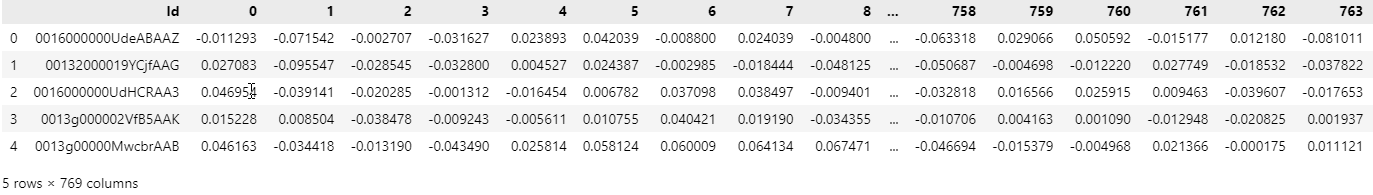 Id 0 1 2 3 4 5 6 7 8 ... 758 759 760 761 762 763
0 0016000000UdeABAAZ -0.011293 -0.071542 -0.002707 -0.031627 0.023893 0.042039 -0.008800 0.024039 -0.004800 ... -0.063318 0.029066 0.050592 -0.015177 0.012180 -0.081011
1 00132000019YCjfAAG 0.027083 -0.095547 -0.028545 -0.032800 0.004527 0.024387 -0.002985 -0.018444 -0.048125 ... -0.050687 -0.004698 -0.012220 0.027749 -0.018532 -0.037822
2 0016000000UdHCRAA3 0.046954 -0.039141 -0.020285 -0.001312 -0.016454 0.006782 0.037098 0.038497 -0.009401 ... -0.032818 0.016566 0.025915 0.009463 -0.039607 -0.017653
3 0013g000002VfB5AAK 0.015228 0.008504 -0.038478 -0.009243 -0.005611 0.010755 0.040421 0.019190 -0.034355 ... -0.010706 0.004163 0.001090 -0.012948 -0.020825 0.001937
4 0013g00000MwcbrAAB 0.046163 -0.034418 -0.013190 -0.043490 0.025814 0.058124 0.060009 0.064134 0.067471 ... -0.046694 -0.015379 -0.004968 0.021366 -0.000175 0.011121
5 rows × 769 columns